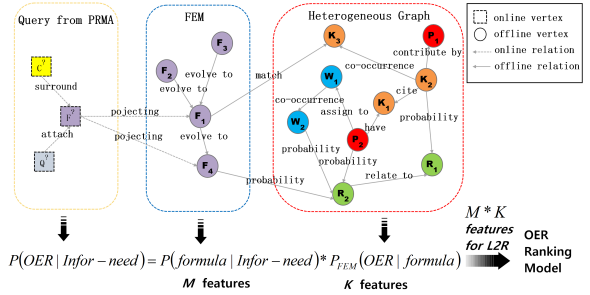 Query from PRMA
FEM
Heterogeneous Graph
online vertex
offline vertex
online relation
offline relation
C?
surround
F?
attach
Q?
pojecting
pojecting
F3
F2
evolve to
evolve to
F1
evolve to
F4
match
probability
K3
P1
contribute by
co-occurrence
K2
W1
cite
co-occurrence
K1
assign to
probability
W2
have
P2
probability
probability
R1
relate to
R2
P(OER | Infor-need) = P(formula | Infor-need)* PFEM(OER | formula)
M features
K features
M * K
features
for L2R
OER
Ranking
Model